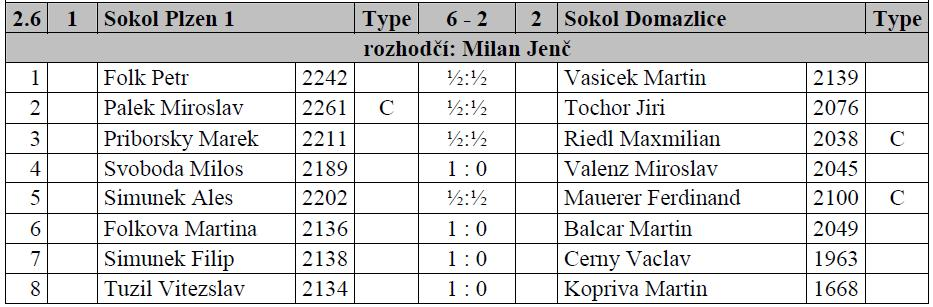 2.6 1 Sokol Plzen 1 Type 6 - 2 2 Sokol Domazlice Type
rozhodčí: Milan Jenč
1 Folk Petr 2242 ½:½ Vasicek Martin 2139
2 Palek Miroslav 2261 C ½:½ Tochor Jiri 2076
3 Priborsky Marek 2211 ½:½ Riedl Maxmilian 2038 C
4 Svoboda Milos 2189 1 : 0 Valenz Miroslav 2045
5 Simunek Ales 2202 ½:½ Mauerer Ferdinand 2100 C
6 Folkova Martina 2136 1 : 0 Balcar Martin 2049
7 Simunek Filip 2138 1 : 0 Cerny Vaclav 1963
8 Tuzil Vitezslav 2134 1 : 0 Kopriva Martin 1668